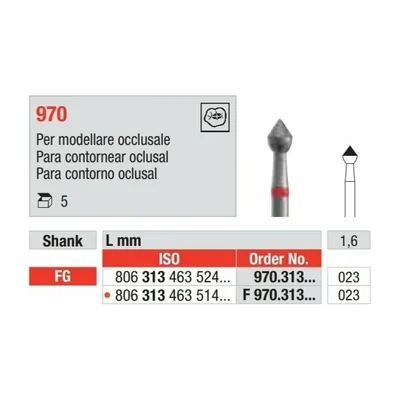 970
Per modellare occlusale
Para contornear oclusal
Para contorno oclusal
5
Shank L mm 1,6
ISO Order No.
FG 806 313 463 524... 970.313... 023
• 806 313 463 514... F 970.313... 023